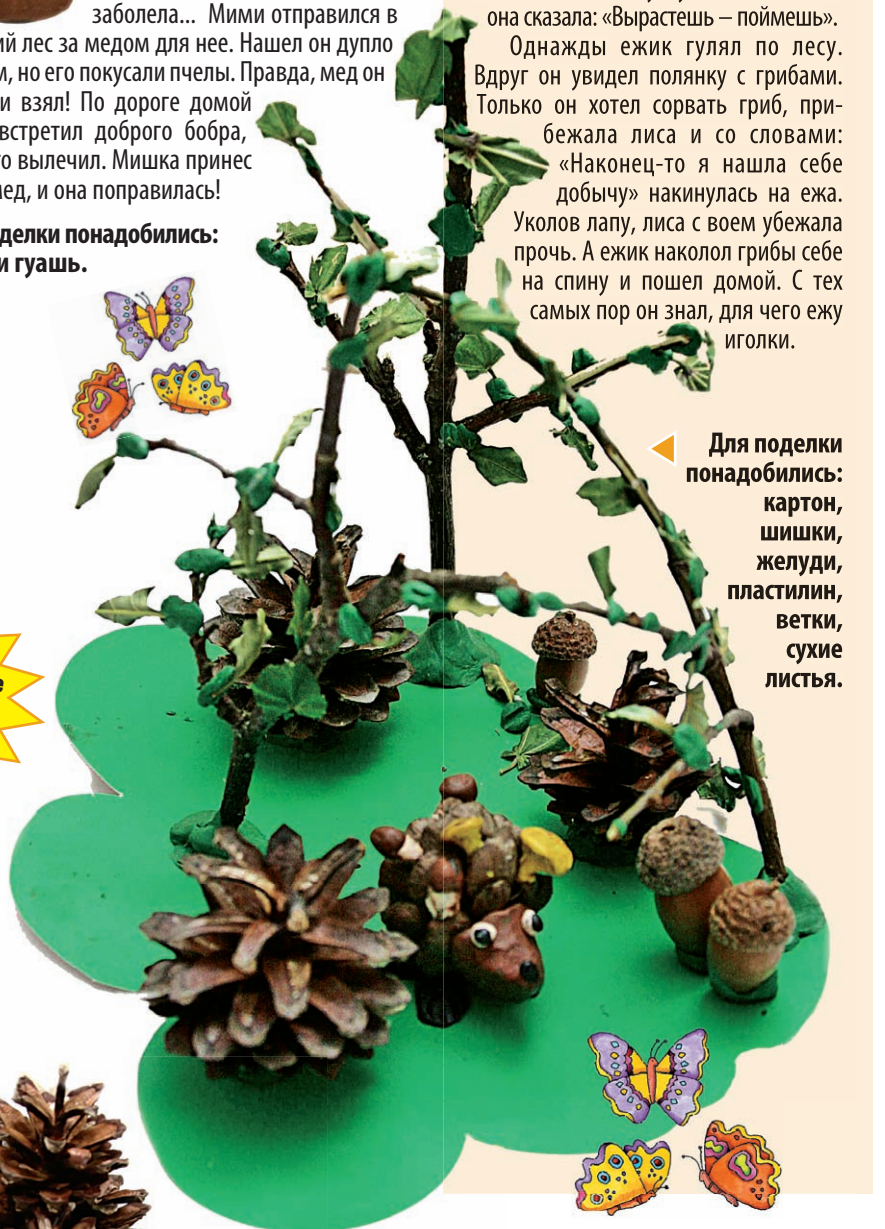 заболела... Мими отправился в
ий лес за медом для нее. Нашел он дупло
м, но его покусали пчелы. Правда, мед он
и взял! По дороге домой
встретил доброго бобра,
го вылечил. Мишка принес
мед, и она поправилась!
делки понадобились:
и гуашь.
она сказала: «Вырастешь – поймешь».
Однажды ежик гулял по лесу.
Вдруг он увидел полянку с грибами.
Только он хотел сорвать гриб, при-
бежала лиса и со словами:
«Наконец-то я нашла себе
добычу» накинулась на ежа.
Уколов лапу, лиса с воем убежала
прочь. А ежик наколол грибы себе
на спину и пошел домой. С тех
самых пор он знал, для чего ежу
иголки.
Для поделки
понадобились:
картон,
шишки,
желуди,
пластилин,
ветки,
сухие
листья.